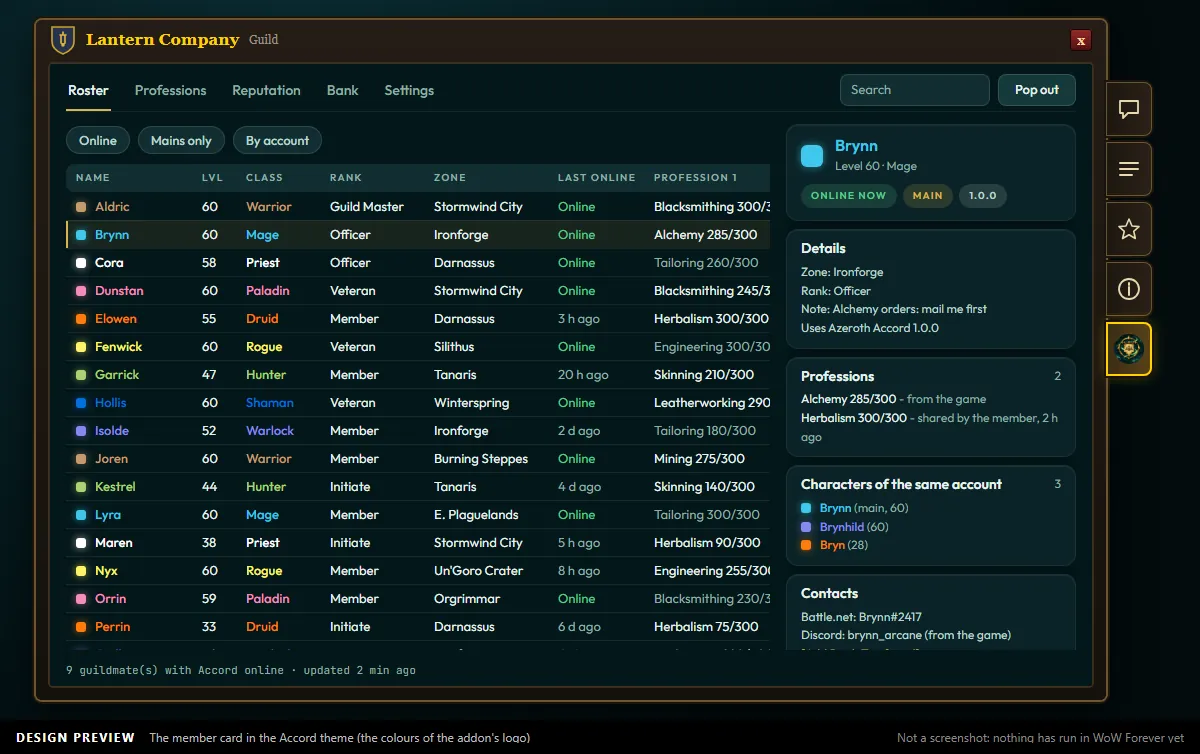 Lantern Company Guild
x
Roster Professions Reputation Bank Settings
Search
Pop out
Online Mains only By account
NAME LVL CLASS RANK ZONE LAST ONLINE PROFESSION 1
Aldric 60 Warrior Guild Master Stormwind City Online Blacksmithing 300/3
Brynn 60 Mage Officer Ironforge Online Alchemy 285/300
Cora 58 Priest Officer Darnassus Online Tailoring 260/300
Dunstan 60 Paladin Veteran Stormwind City Online Blacksmithing 245/3
Elowen 55 Druid Member Darnassus 3 h ago Herbalism 300/300
Fenwick 60 Rogue Veteran Silithus Online Engineering 300/30
Garrick 47 Hunter Member Tanaris 20 h ago Skinning 210/300
Hollis 60 Shaman Veteran Winterspring Online Leatherworking 290
Isolde 52 Warlock Member Ironforge 2 d ago Tailoring 180/300
Joren 60 Warrior Member Burning Steppes Online Mining 275/300
Kestrel 44 Hunter Initiate Tanaris 4 d ago Skinning 140/300
Lyra 60 Mage Member E. Plaguelands Online Tailoring 300/300
Maren 38 Priest Initiate Stormwind City 5 h ago Herbalism 90/300
Nyx 60 Rogue Member Un'Goro Crater 8 h ago Engineering 255/300
Orrin 59 Paladin Member Orgrimmar Online Blacksmithing 230/3
Perrin 33 Druid Initiate Darnassus 6 d ago Herbalism 75/300
9 guildmate(s) with Accord online · updated 2 min ago
Brynn
Level 60 · Mage
ONLINE NOW MAIN 1.0.0
Details
Zone: Ironforge
Rank: Officer
Note: Alchemy orders: mail me first
Uses Azeroth Accord 1.0.0
Professions 2
Alchemy 285/300 - from the game
Herbalism 300/300 - shared by the member, 2 h
ago
Characters of the same account 3
Brynn (main, 60)
Brynhild (60)
Bryn (28)
Contacts
Battle.net: Brynn#2417
Discord: brynn_arcane (from the game)
DESIGN PREVIEW The member card in the Accord theme (the colours of the addon's logo)
Not a screenshot: nothing has run in WoW Forever yet